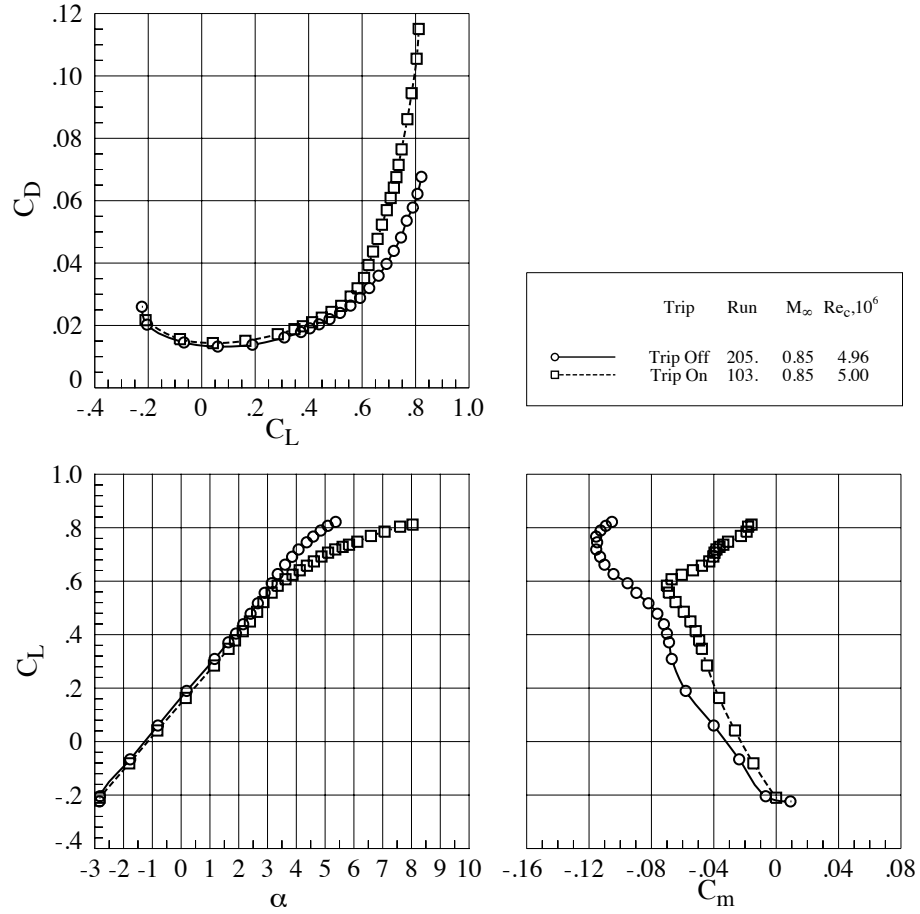 .12
.10
.08
.06
.04
.02
0
C_D
-.4 -.2 0 .2 .4 .6 .8 1.0
C_L
Trip Run M∞ Re_c,10^6
Trip Off 205. 0.85 4.96
Trip On 103. 0.85 5.00
1.0
.8
.6
.4
.2
0
-.2
-.4
C_L
-3 -2 -1 0 1 2 3 4 5 6 7 8 9 10
α
-.16 -.12 -.08 -.04 0 .04 .08
C_m